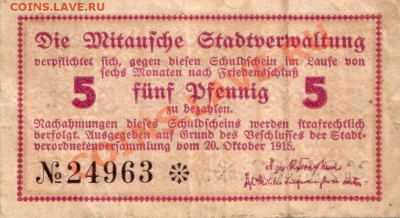 COINS.LAVE.RU
Die Mitausche Stadtverwaltung
verpflichtet sich, gegen diesen Schuldschein im Laufe von
sechs Monaten nach Friedensschluß
5 fünf Pfennig 5
zu bezahlen.
Nachahmungen dieses Schuldscheins werden strafrechtlich
verfolgt. Ausgegeben auf Grund des Beschlusses der Stadt-
verordnetenversammlung vom 20. Oktober 1915.
№ 24963